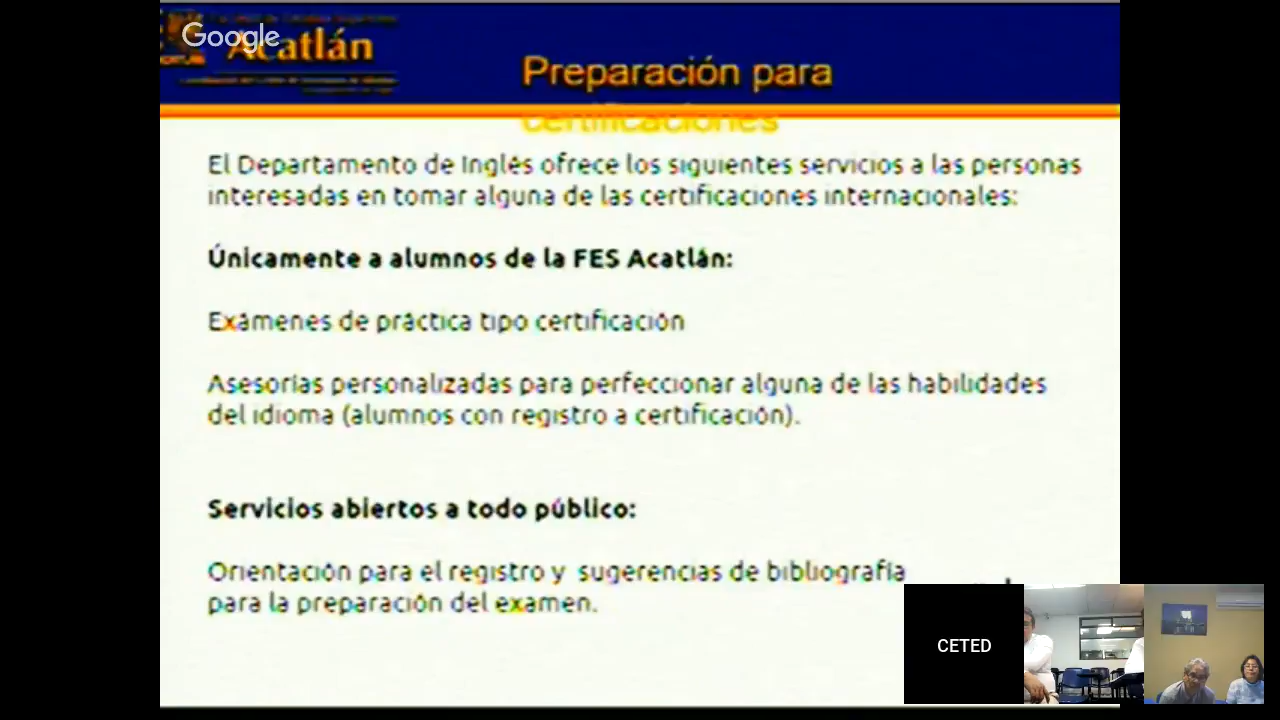 Google
Acatlán
Preparación para
certificaciones
El Departamento de Inglés ofrece los siguientes servicios a las personas
interesadas en tomar alguna de las certificaciones internacionales:
Únicamente a alumnos de la FES Acatlán:
Exámenes de práctica tipo certificación
Asesorías personalizadas para perfeccionar alguna de las habilidades
del idioma (alumnos con registro a certificación).
Servicios abiertos a todo público:
Orientación para el registro y sugerencias de bibliografía
para la preparación del examen.
CETED